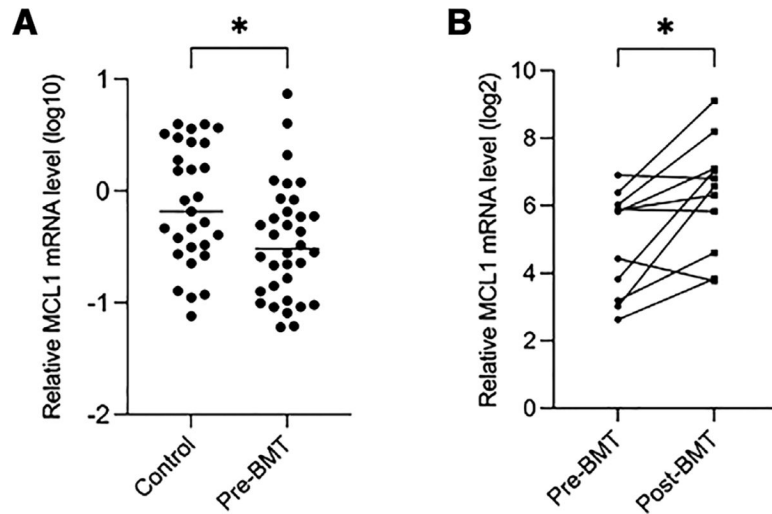 A
*
Relative MCL1 mRNA level (log10)
1
0
-1
-2
Control
Pre-BMT
B
*
Relative MCL1 mRNA level (log2)
10
8
6
4
2
0
Pre-BMT
Post-BMT